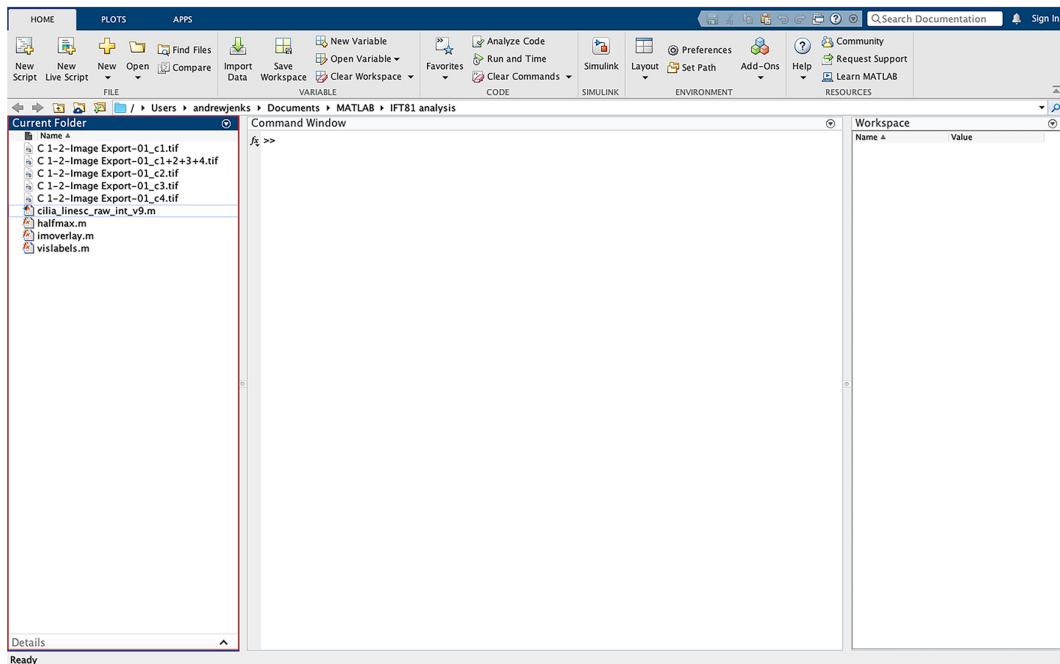 HOME PLOTS APPS
Search Documentation Sign In
New Script
New Live Script
New
Open
Find Files
Compare
FILE
Import Data
Save Workspace
New Variable
Open Variable
Clear Workspace
VARIABLE
Favorites
Analyze Code
Run and Time
Clear Commands
CODE
Simulink
SIMULINK
Layout
Preferences
Set Path
Add-Ons
ENVIRONMENT
Help
Community
Request Support
Learn MATLAB
RESOURCES
/ Users andrewjenks Documents MATLAB IFT81 analysis
Current Folder
Name
C 1-2-Image Export-01_c1.tif
C 1-2-Image Export-01_c1+2+3+4.tif
C 1-2-Image Export-01_c2.tif
C 1-2-Image Export-01_c3.tif
C 1-2-Image Export-01_c4.tif
cilia_linesc_raw_int_v9.m
halfmax.m
imoverlay.m
vislabels.m
Details
Command Window
fx >>
Workspace
Name Value
Ready